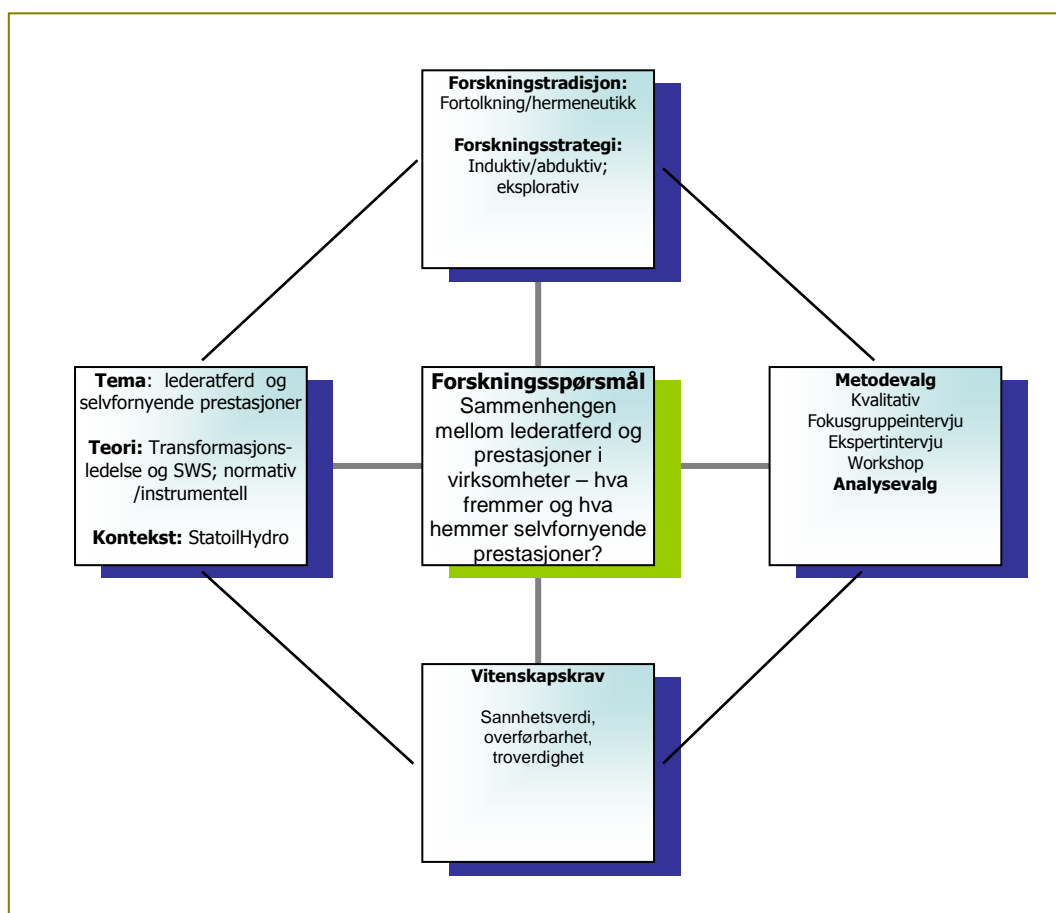 Forskningstradisjon:
Fortolkning/hermeneutikk
Forskningsstrategi:
Induktiv/abduktiv;
eksplorativ
Tema: lederatferd og
selvfornyende prestasjoner
Teori: Transformasjons-
ledelse og SWS; normativ
/instrumentell
Kontekst: StatoilHydro
Forskningsspørsmål
Sammenhengen
mellom lederatferd og
prestasjoner i
virksomheter – hva
fremmer og hva
hemmer selvfornyende
prestasjoner?
Metodevalg
Kvalitativ
Fokusgruppeintervju
Ekspertintervju
Workshop
Analysevalg
Vitenskapskrav
Sannhetsverdi,
overførbarhet,
troverdighet